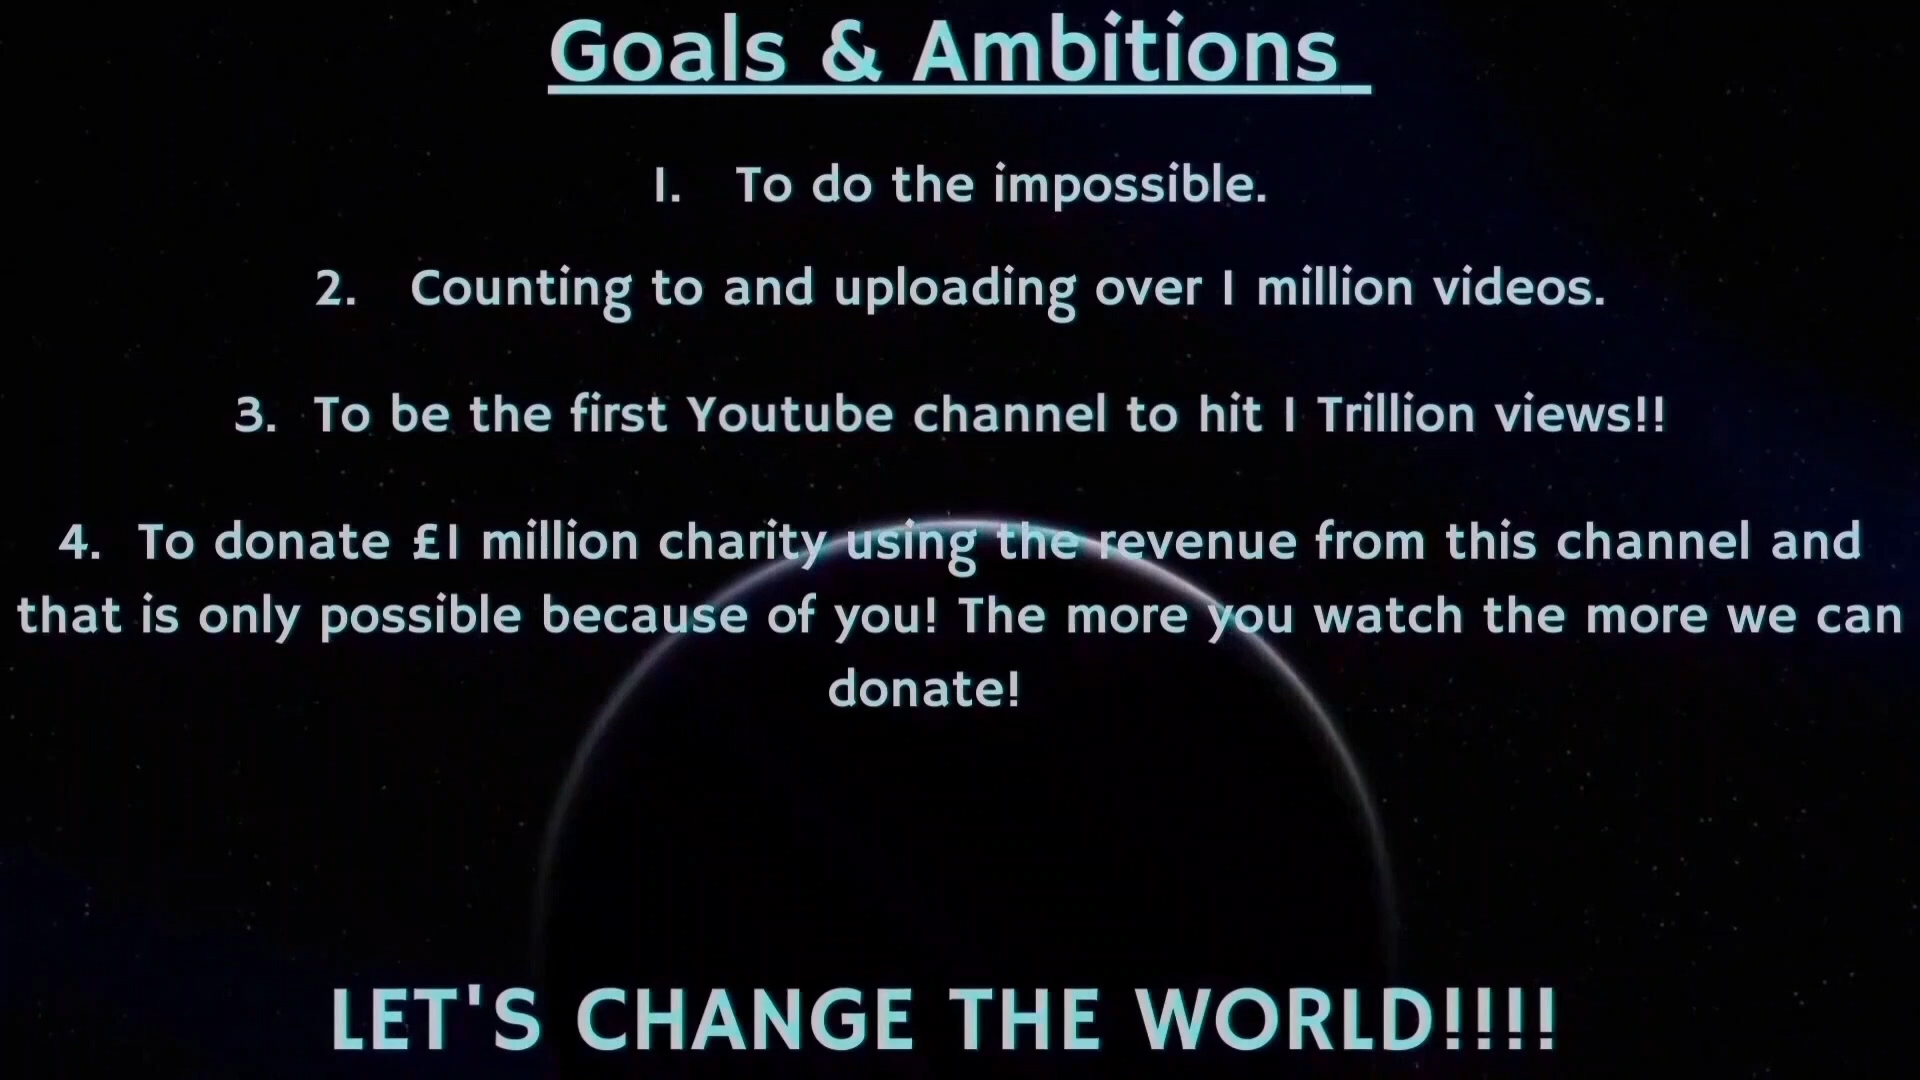 Goals & Ambitions
1. To do the impossible.
2. Counting to and uploading over 1 million videos.
3. To be the first Youtube channel to hit 1 Trillion views!!
4. To donate £1 million charity using the revenue from this channel and
that is only possible because of you! The more you watch the more we can
donate!
LET'S CHANGE THE WORLD!!!!